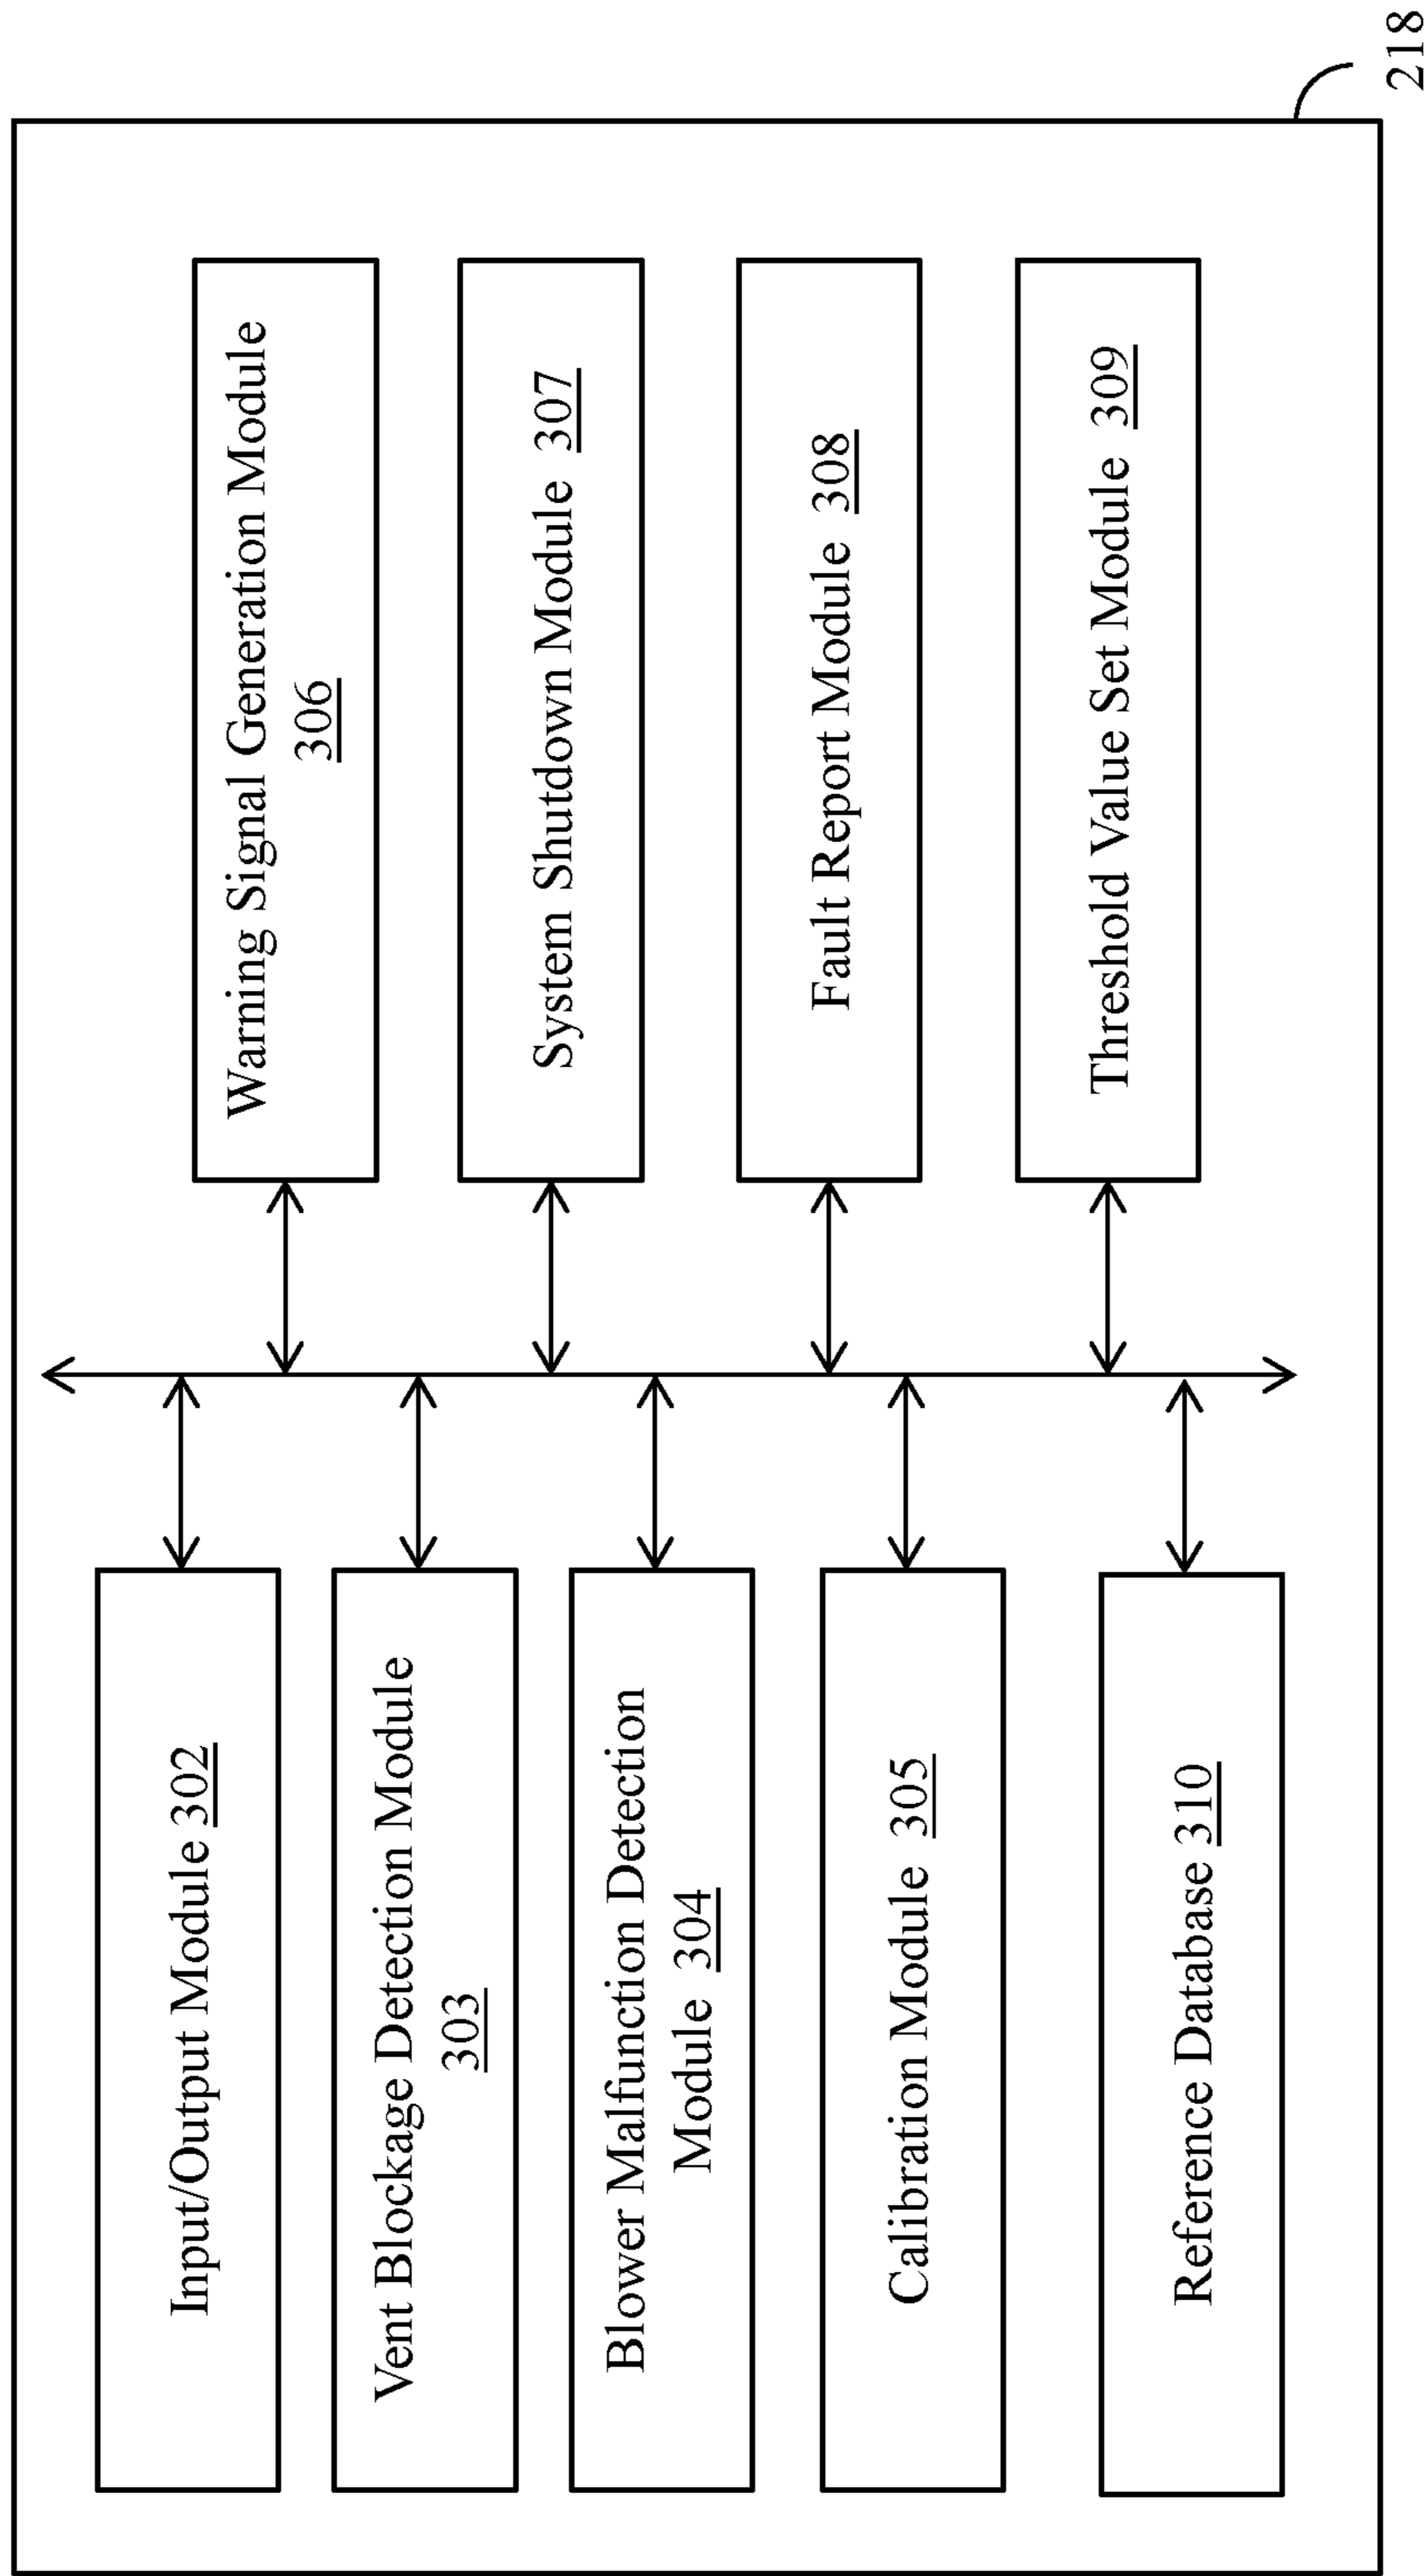 Input/Output Module 302
Vent Blockage Detection Module
303
Blower Malfunction Detection
Module 304
Calibration Module 305
Reference Database 310
Warning Signal Generation Module
306
System Shutdown Module 307
Fault Report Module 308
Threshold Value Set Module 309
218